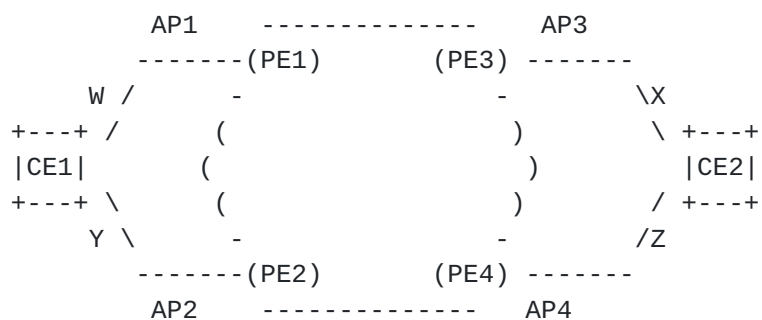 AP1 -------------- AP3
-------(PE1) (PE3) -------
W / - - \X
+---+ / ( ) \ +---+
|CE1| ( ) |CE2|
+---+ \ ( ) / +---+
Y \ - - /Z
-------(PE2) (PE4) -------
AP2 -------------- AP4